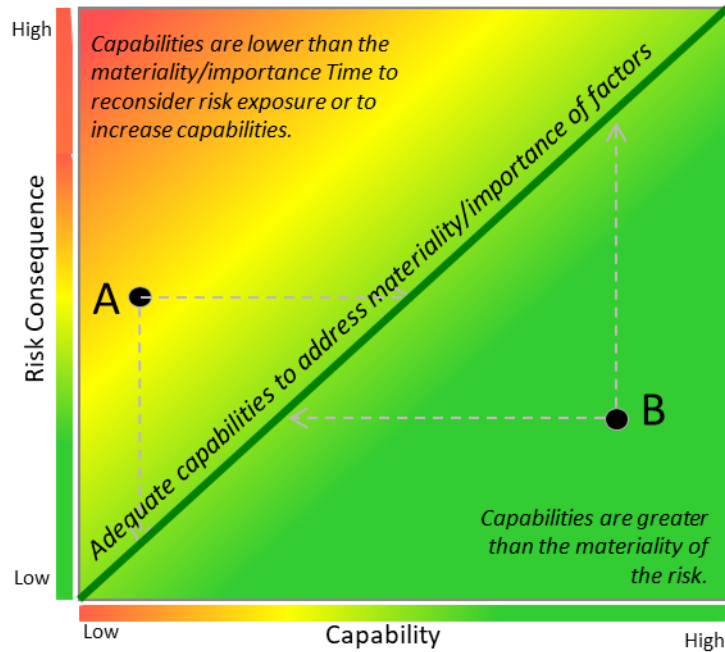 High
Capabilities are lower than the
materiality/importance Time to
reconsider risk exposure or to
increase capabilities.
Adequate capabilities to address materiality/importance of factors
Risk Consequence
A
B
Capabilities are greater
than the materiality of
the risk.
Low
Low
Capability
High